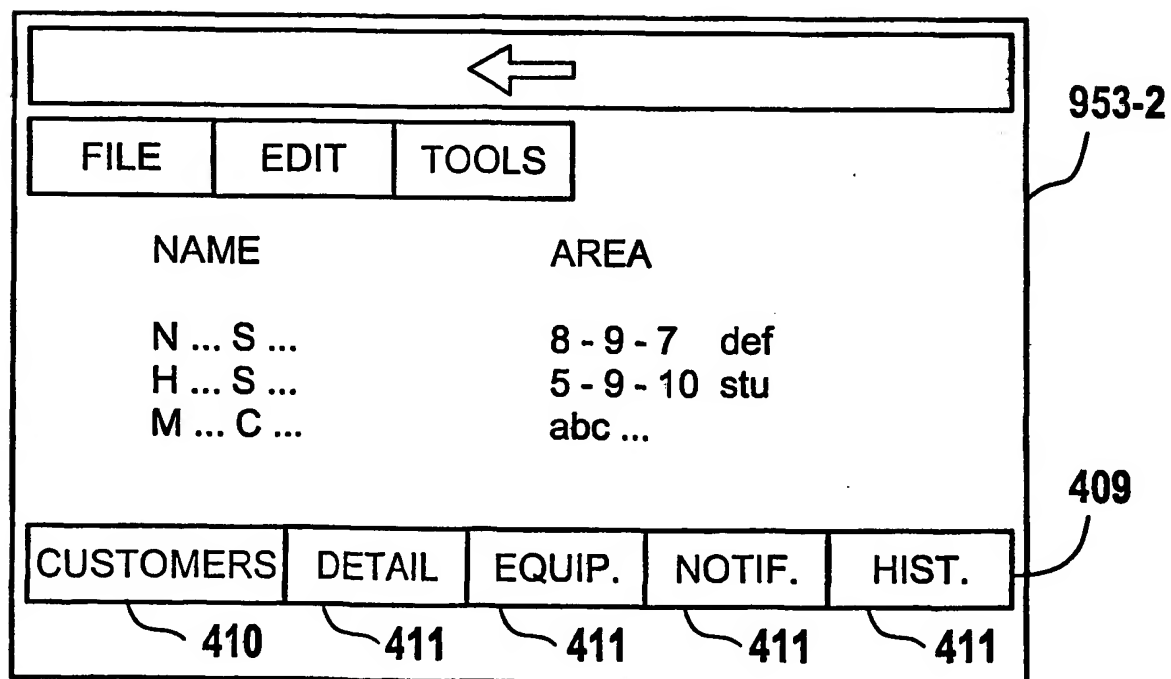 953-2
FILE EDIT TOOLS
NAME AREA
N ... S ... 8 - 9 - 7 def
H ... S ... 5 - 9 - 10 stu
M ... C ... abc ...
409
CUSTOMERS DETAIL EQUIP. NOTIF. HIST.
410 411 411 411 411